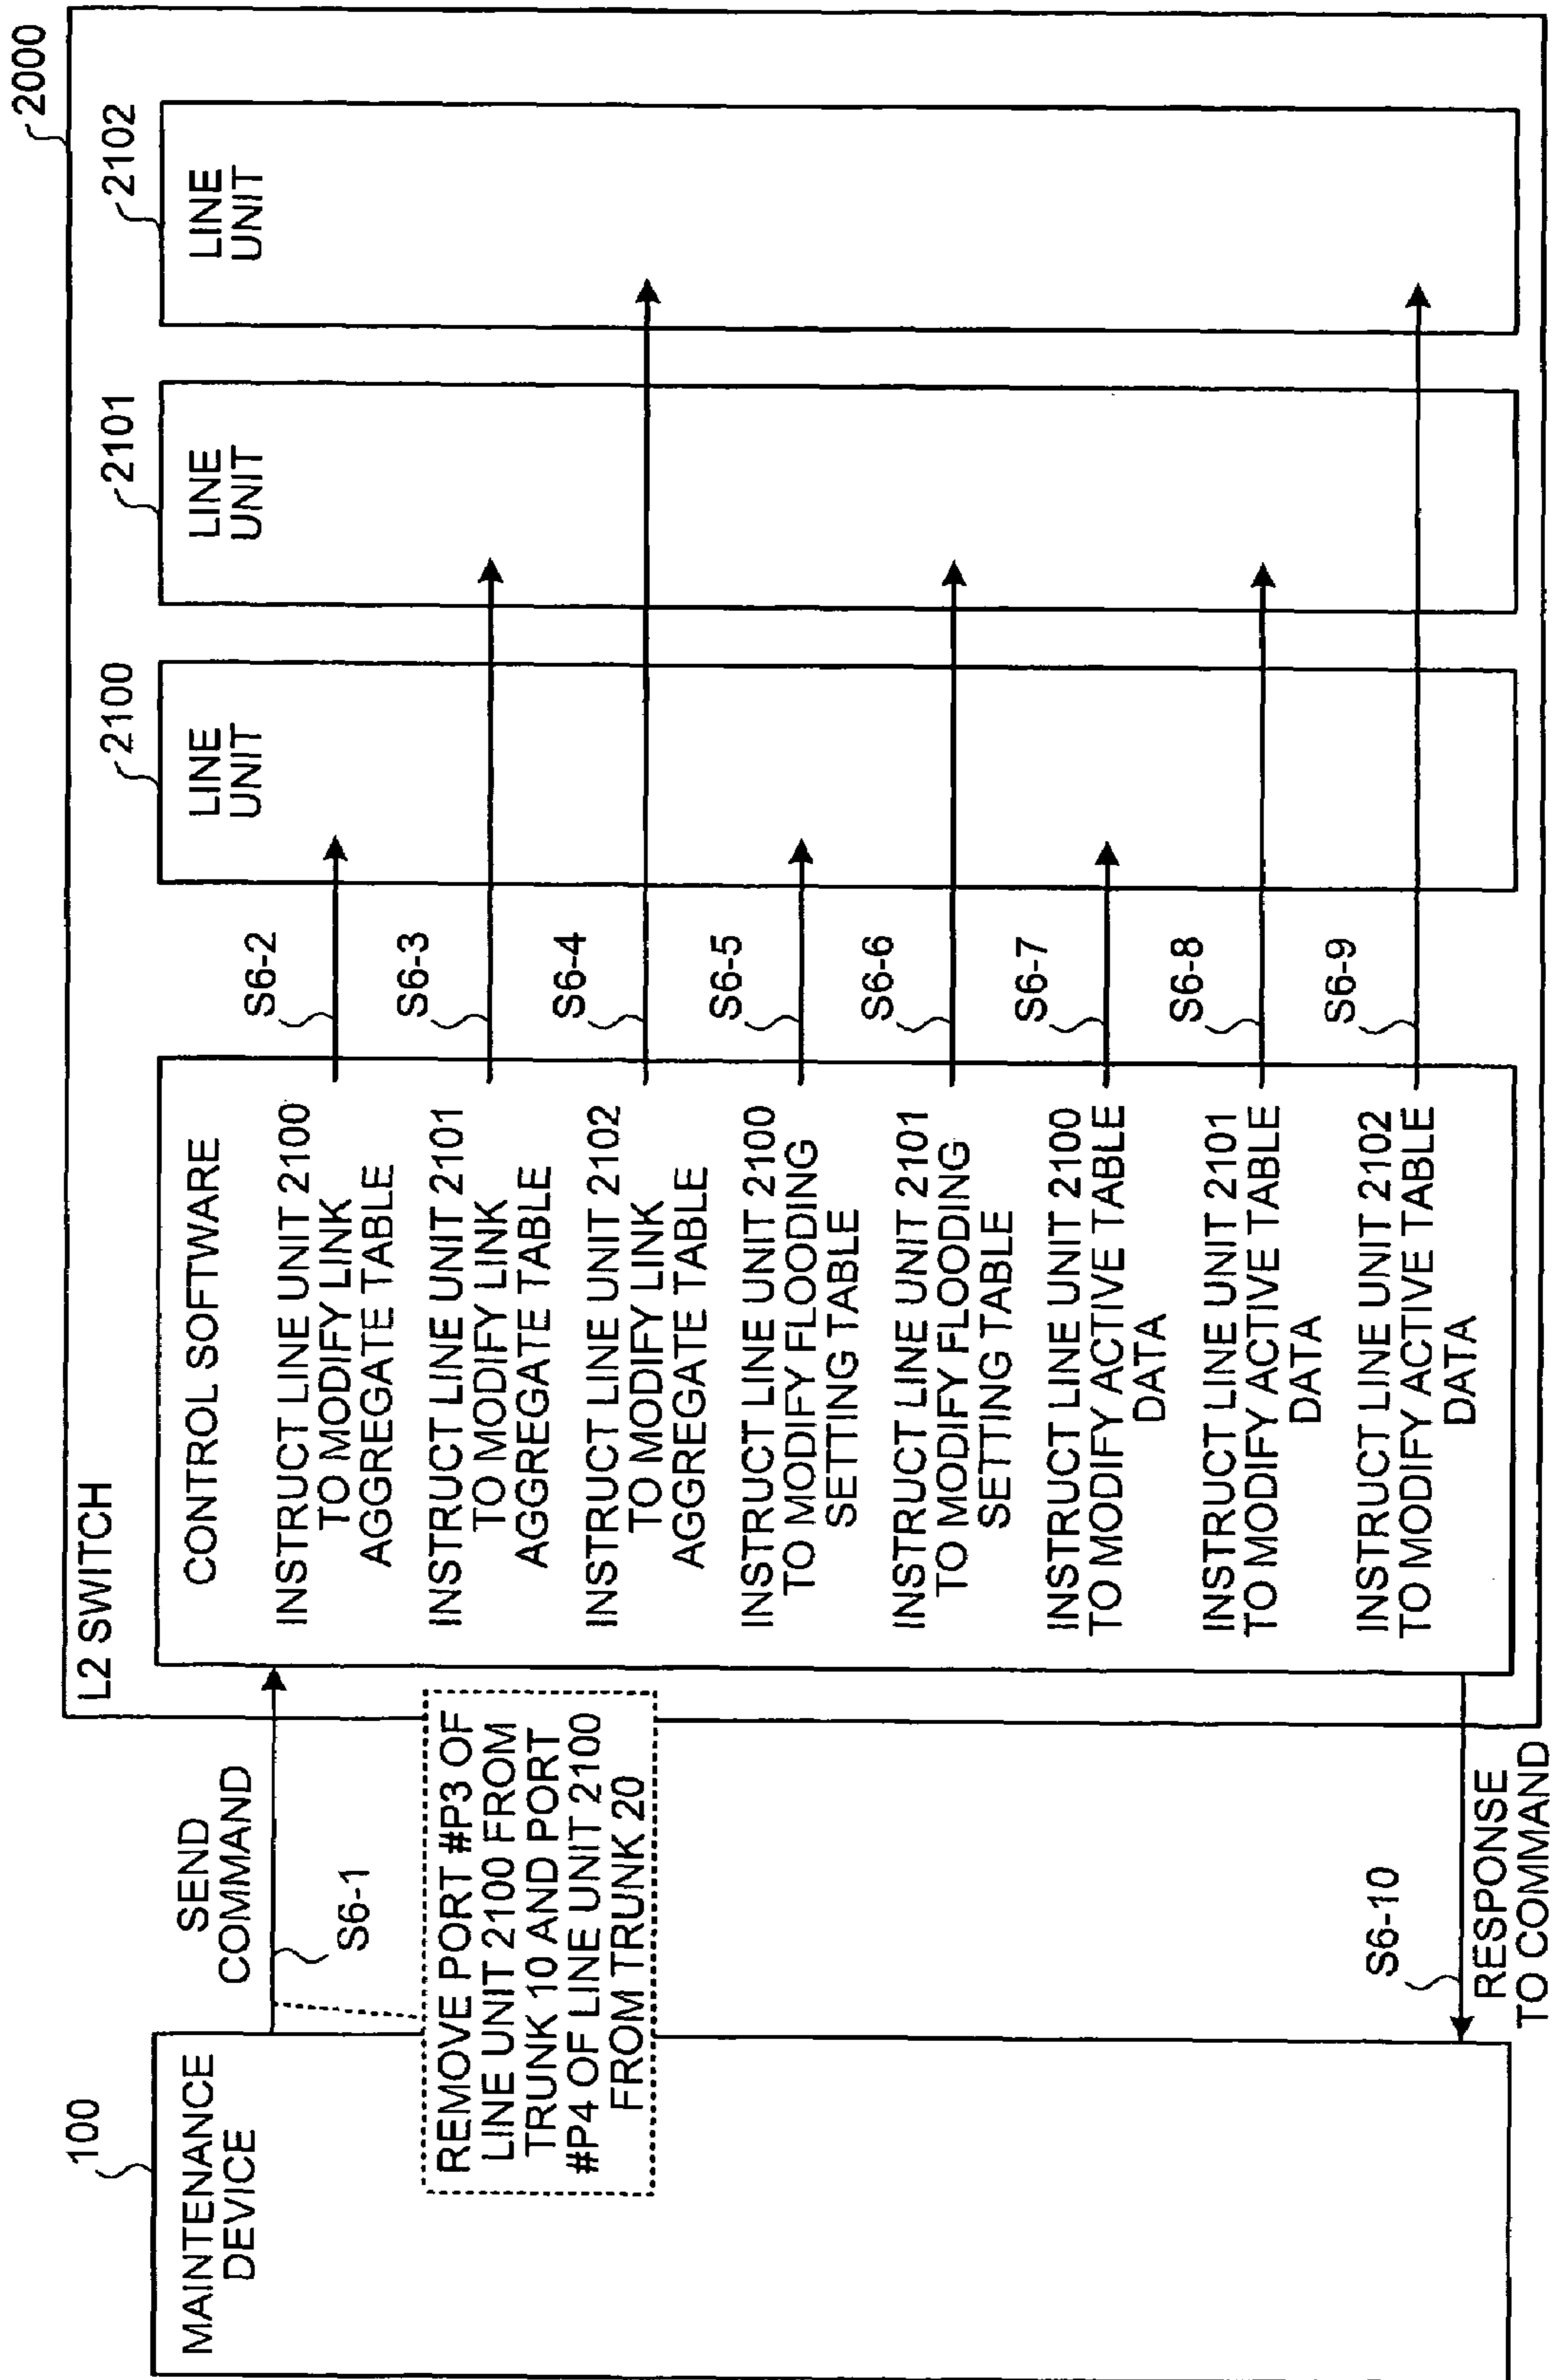 2000
L2 SWITCH
100
MAINTENANCE
DEVICE
SEND
COMMAND
S6-1
REMOVE PORT #P3 OF
LINE UNIT 2100 FROM
TRUNK 10 AND PORT
#P4 OF LINE UNIT 2100
FROM TRUNK 20
CONTROL SOFTWARE
INSTRUCT LINE UNIT 2100
TO MODIFY LINK
AGGREGATE TABLE
S6-2
INSTRUCT LINE UNIT 2101
TO MODIFY LINK
AGGREGATE TABLE
S6-3
INSTRUCT LINE UNIT 2102
TO MODIFY LINK
AGGREGATE TABLE
S6-4
INSTRUCT LINE UNIT 2100
TO MODIFY FLOODING
SETTING TABLE
S6-5
INSTRUCT LINE UNIT 2101
TO MODIFY FLOODING
SETTING TABLE
S6-6
INSTRUCT LINE UNIT 2100
TO MODIFY ACTIVE TABLE
DATA
S6-7
INSTRUCT LINE UNIT 2101
TO MODIFY ACTIVE TABLE
DATA
S6-8
INSTRUCT LINE UNIT 2102
TO MODIFY ACTIVE TABLE
DATA
S6-9
2100
LINE
UNIT
2101
LINE
UNIT
2102
LINE
UNIT
S6-10
RESPONSE
TO COMMAND